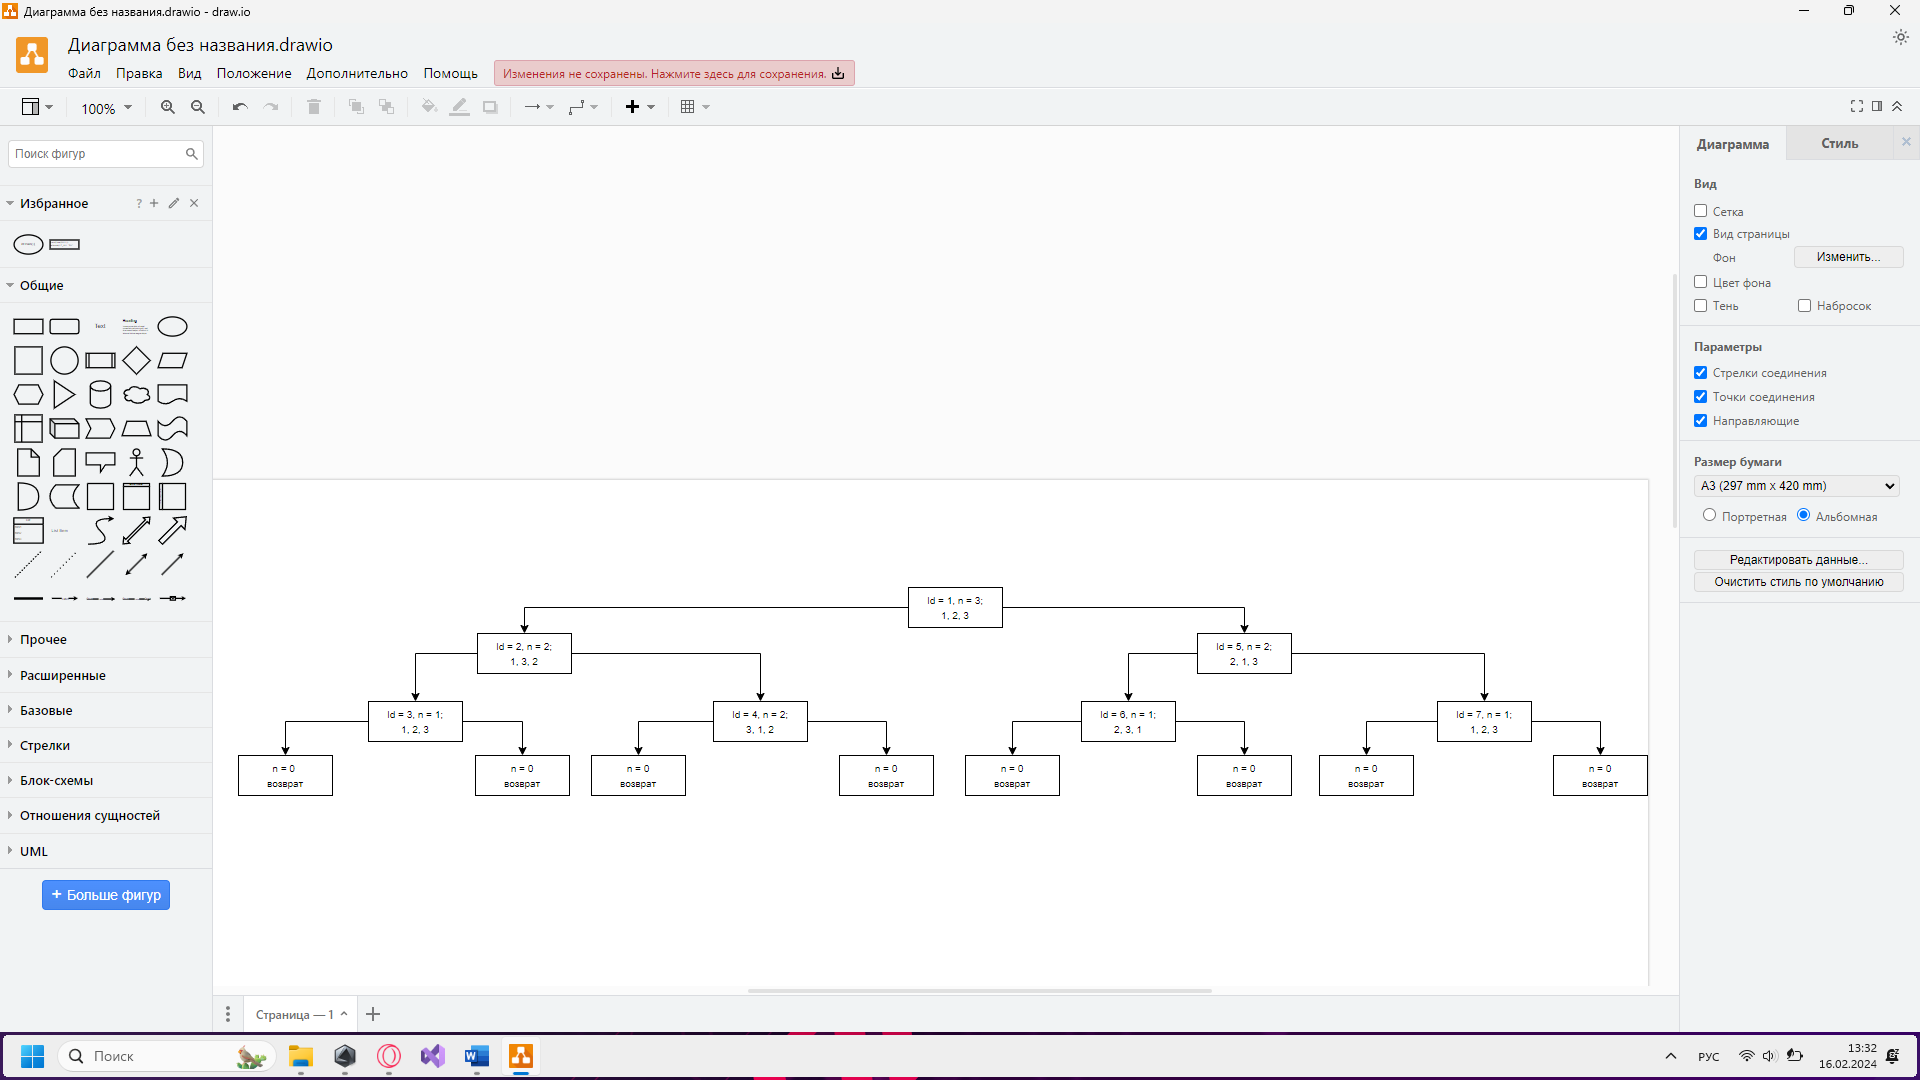 Диаграмма без названия.drawio - draw.io
Диаграмма без названия.drawio
Файл Правка Вид Положение Дополнительно Помощь
Изменения не сохранены. Нажмите здесь для сохранения.
100%
Поиск фигур
Избранное
?
Общие
Text
Heading
Прочее
Расширенные
Базовые
Стрелки
Блок-схемы
Отношения сущностей
UML
+ Больше фигур
Id = 1, n = 3;
1, 2, 3
Id = 2, n = 2;
1, 3, 2
Id = 5, n = 2;
2, 1, 3
Id = 3, n = 1;
1, 2, 3
Id = 4, n = 2;
3, 1, 2
Id = 6, n = 1;
2, 3, 1
Id = 7, n = 1;
1, 2, 3
n = 0
возврат
n = 0
возврат
n = 0
возврат
n = 0
возврат
n = 0
возврат
n = 0
возврат
n = 0
возврат
n = 0
возврат
Диаграмма
Стиль
Вид
Сетка
Вид страницы
Фон
Изменить...
Цвет фона
Тень
Набросок
Параметры
Стрелки соединения
Точки соединения
Направляющие
Размер бумаги
A3 (297 mm x 420 mm)
Портретная
Альбомная
Редактировать данные...
Очистить стиль по умолчанию
Страница — 1
Поиск
РУС
13:32
16.02.2024